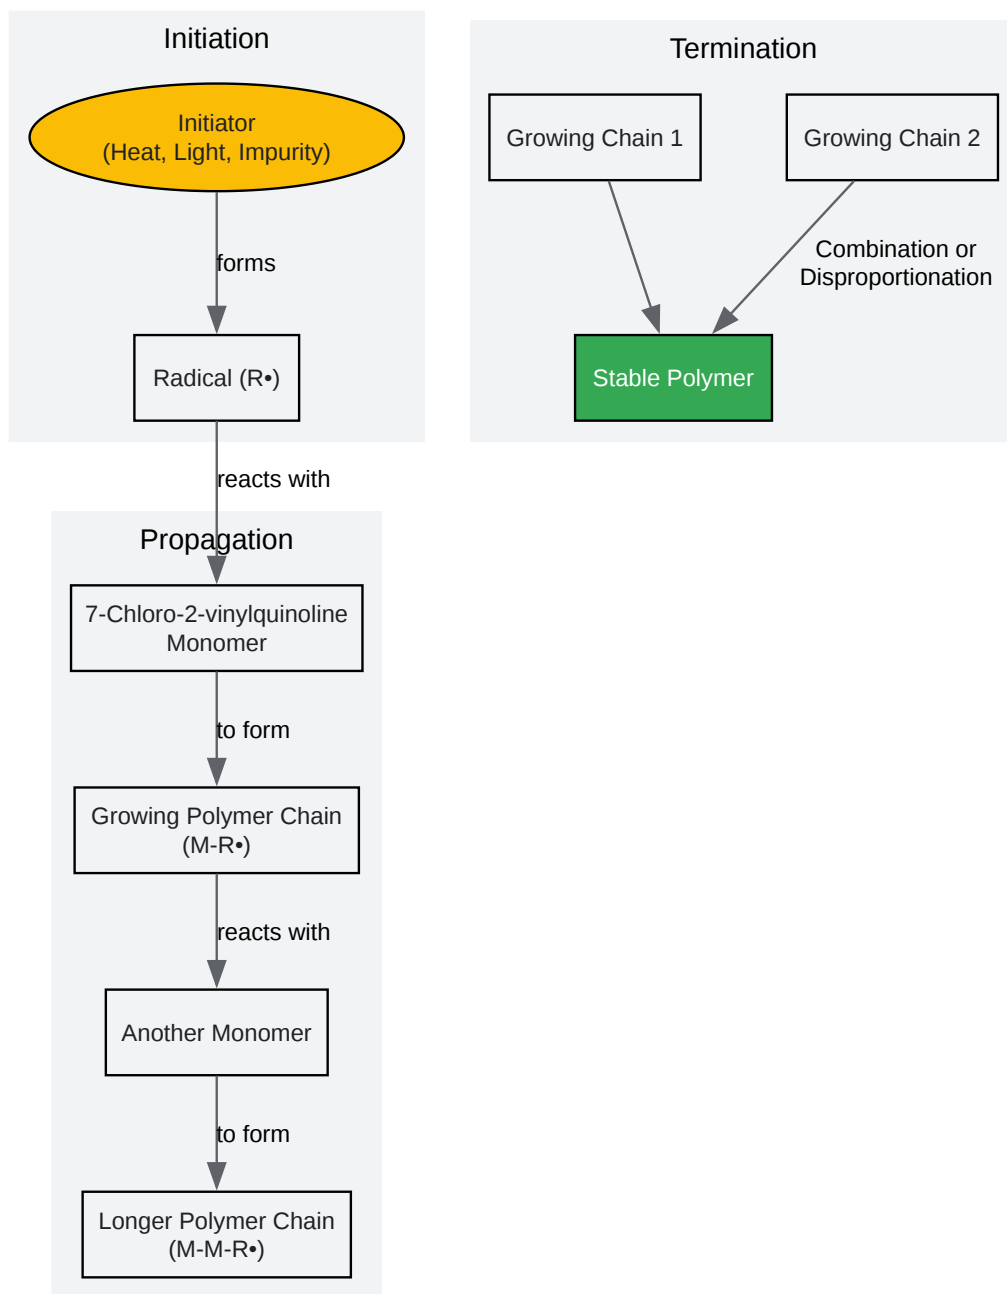 Initiation
Initiator
(Heat, Light, Impurity)
forms
Radical (R•)
reacts with
Propagation
7-Chloro-2-vinylquinoline
Monomer
to form
Growing Polymer Chain
(M-R•)
reacts with
Another Monomer
to form
Longer Polymer Chain
(M-M-R•)
Termination
Growing Chain 1
Growing Chain 2
Combination or
Disproportionation
Stable Polymer